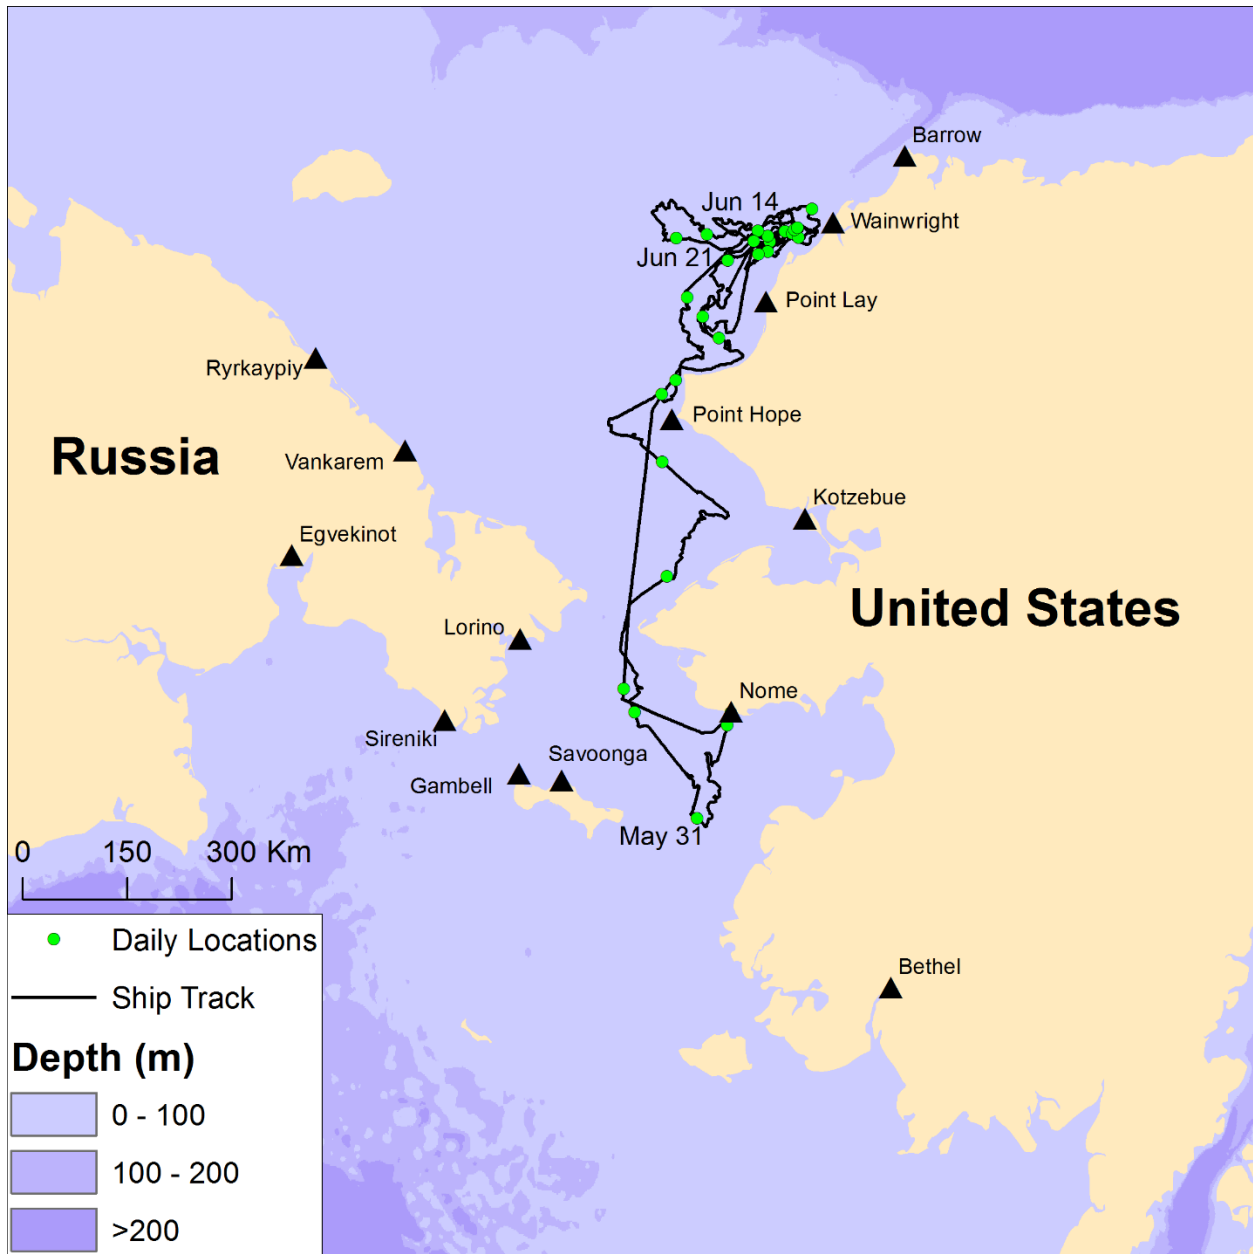 Barrow
Jun 14
Wainwright
Jun 21
Point Lay
Ryrkaypiy
Point Hope
Russia
Vankarem
Kotzebue
Egvekinot
United States
Lorino
Nome
Sireniki
Savoonga
Gambell
May 31
0 150 300 Km
Daily Locations
Bethel
Ship Track
Depth (m)
0 - 100
100 - 200
>200